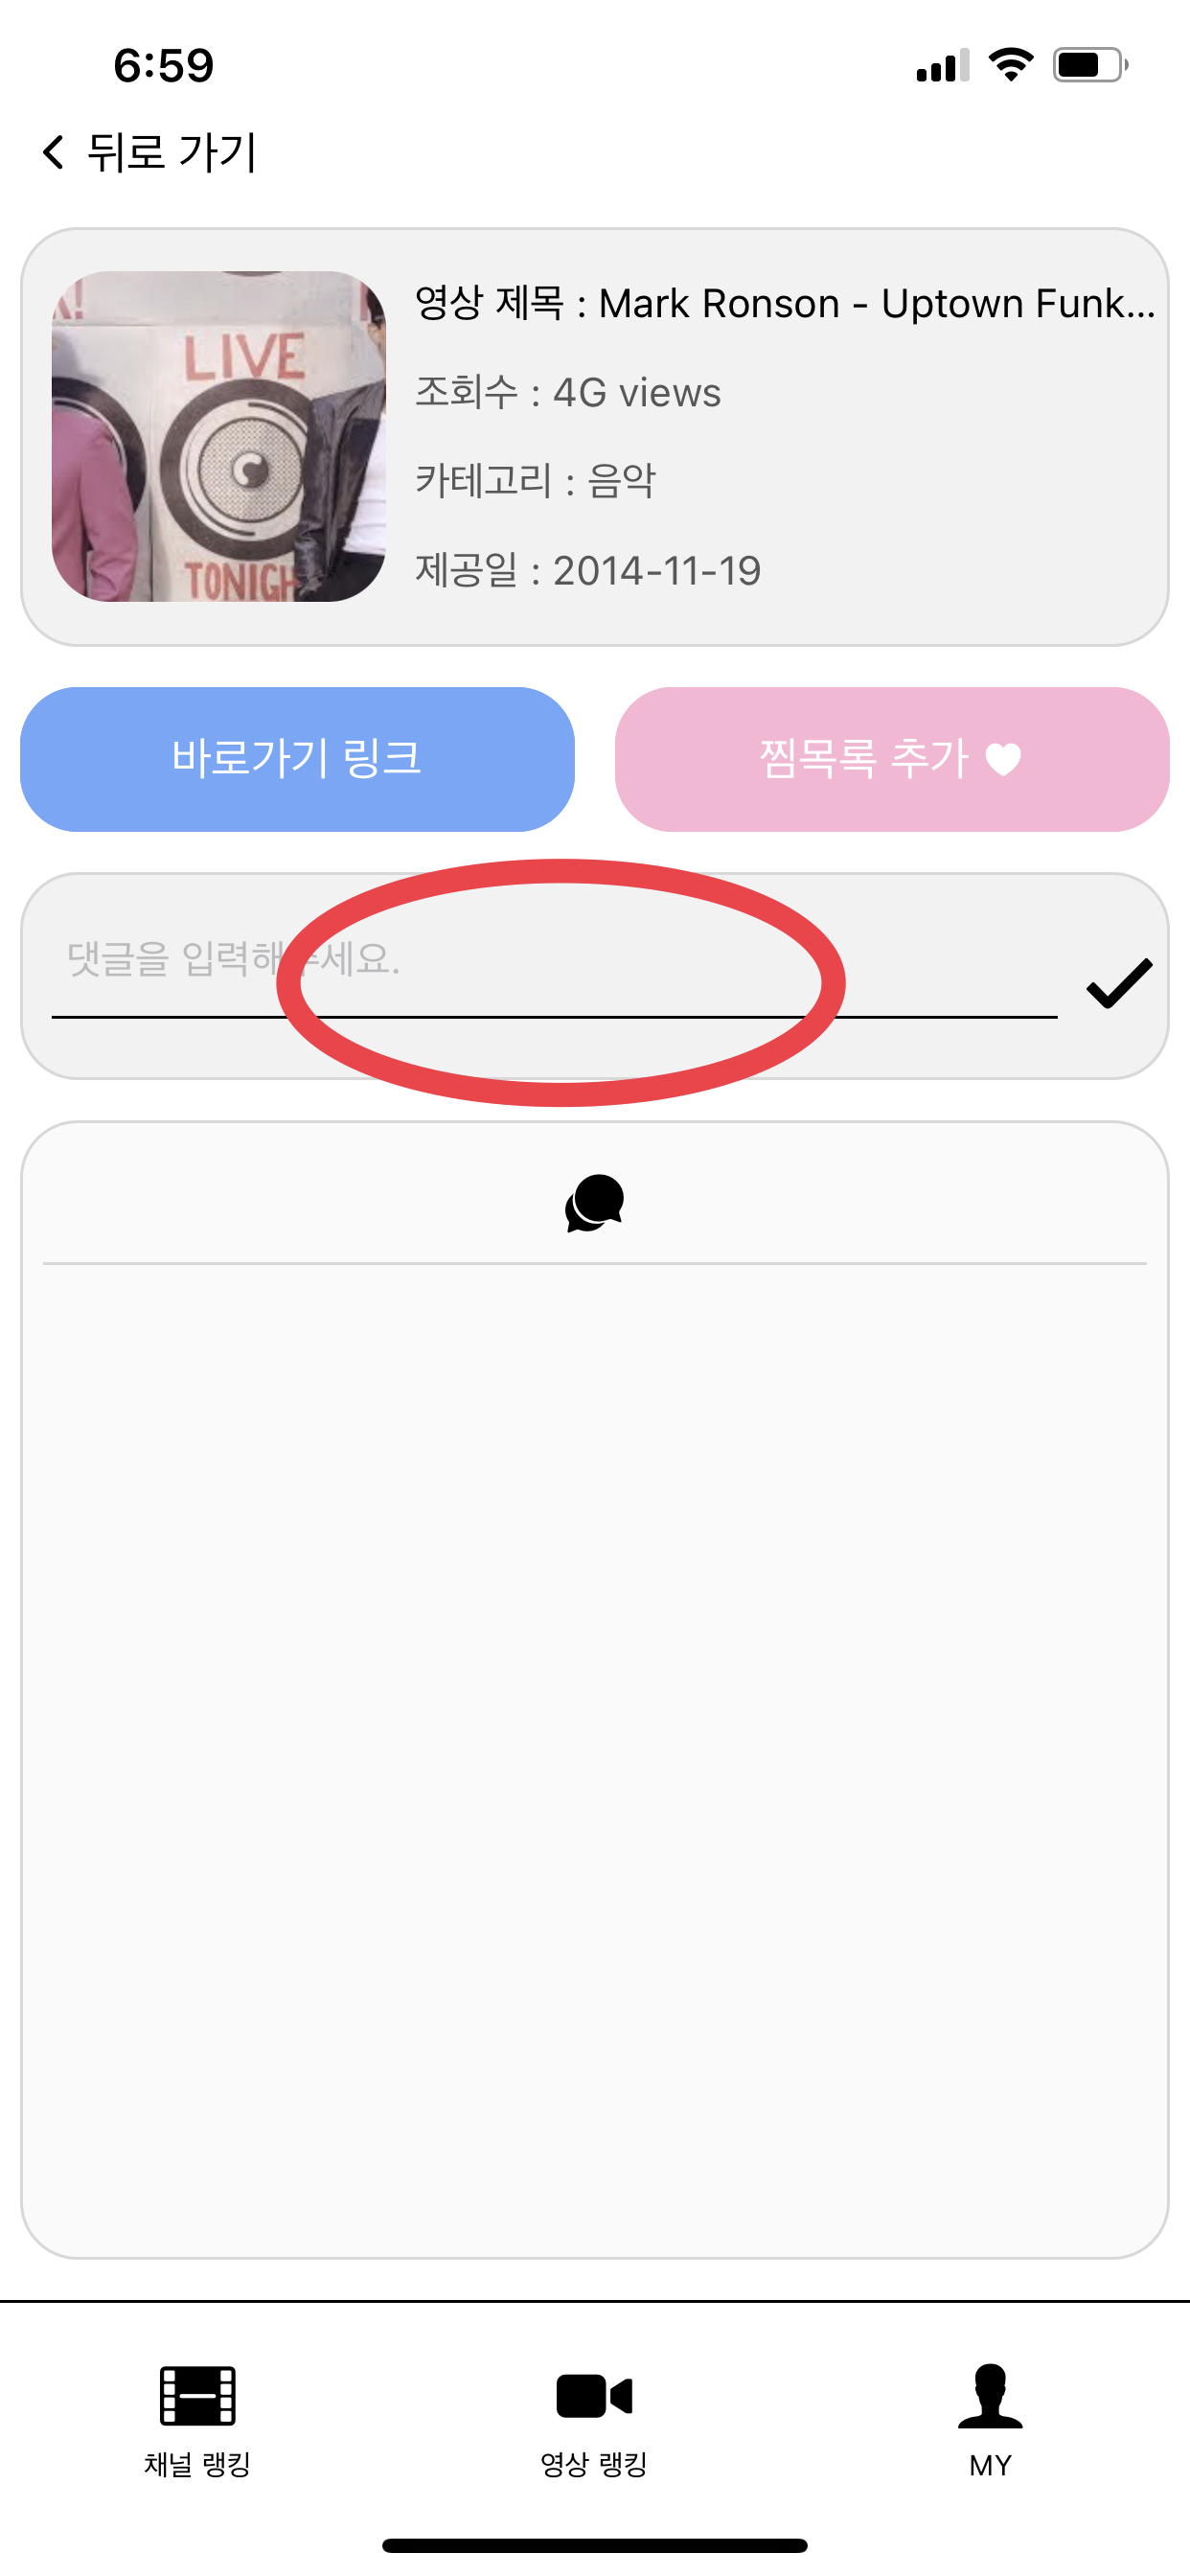 6:59
뒤로 가기
LIVE
영상 제목 : Mark Ronson - Uptown Funk...
조회수 : 4G views
카테고리 : 음악
제공일 : 2014-11-19
바로가기 링크
찜목록 추가
댓글을 입력해주세요.
채널 랭킹
영상 랭킹
MY